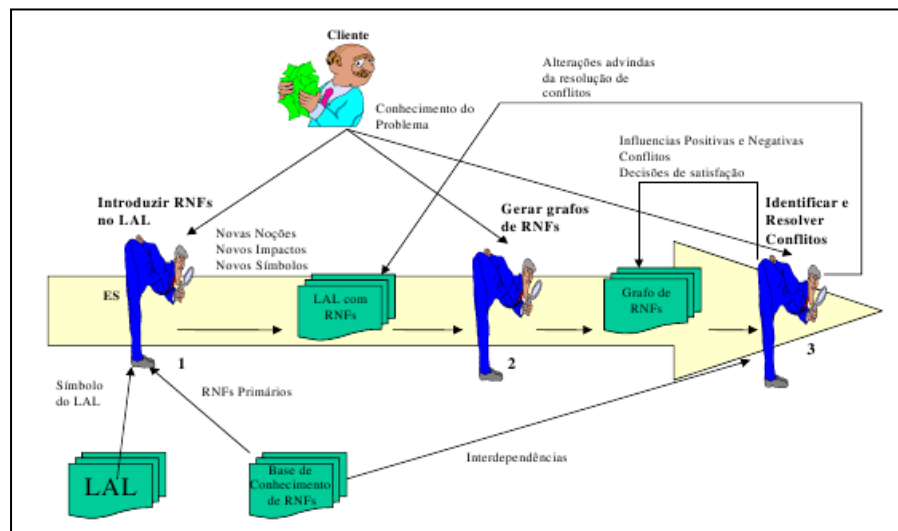 Cliente
Alterações advindas
da resolução de
conflitos
Conhecimento do
Problema
Influencias Positivas e Negativas
Conflitos
Decisões de satisfação
Introduzir RNFs
no LAL
Novas Noções
Novos Impactos
Novos Símbolos
Gerar grafos
de RNFs
Identificar e
Resolver
Conflitos
ES
LAL com
RNFs
Grafo de
RNFs
1
2
3
Símbolo
do LAL
RNFs Primários
Interdependências
LAL
Base de
Conhecimento
de RNFs